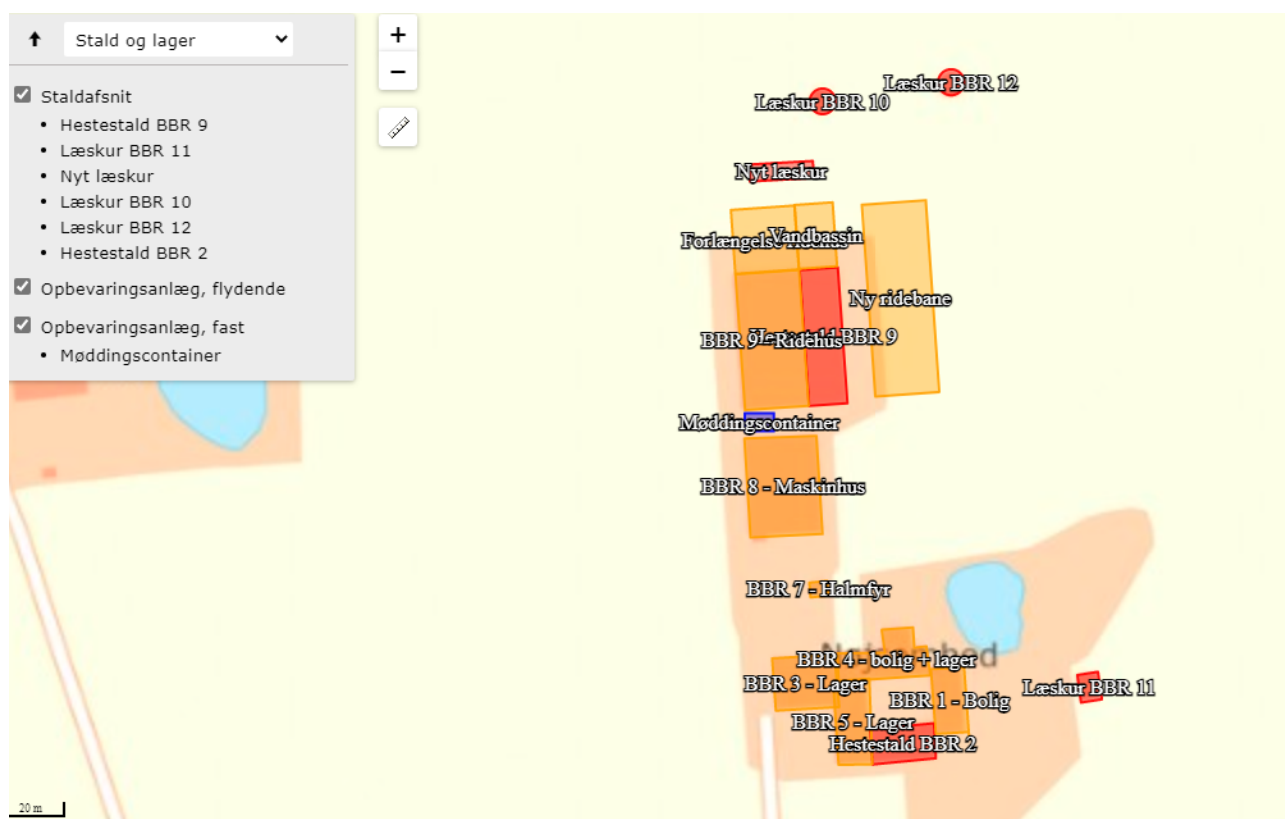 Stald og lager
Staldafsnit
Hestestald BBR 9
Læskur BBR 11
Nyt læskur
Læskur BBR 10
Læskur BBR 12
Hestestald BBR 2
Opbevaringsanlæg, flydende
Opbevaringsanlæg, fast
Møddingscontainer
+
−
Læskur BBR 12
Læskur BBR 10
Nyt læskur
Vandbassin
Forlængelse ridehus
Ny ridebane
Hestestald BBR 9
BBR 9 - Ridehus
Møddingscontainer
BBR 8 - Maskinhus
BBR 7 - Halmfyr
BBR 4 - bolig + lager
BBR 3 - Lager
Læskur BBR 11
BBR 1 - Bolig
BBR 5 - Lager
Hestestald BBR 2
20 m